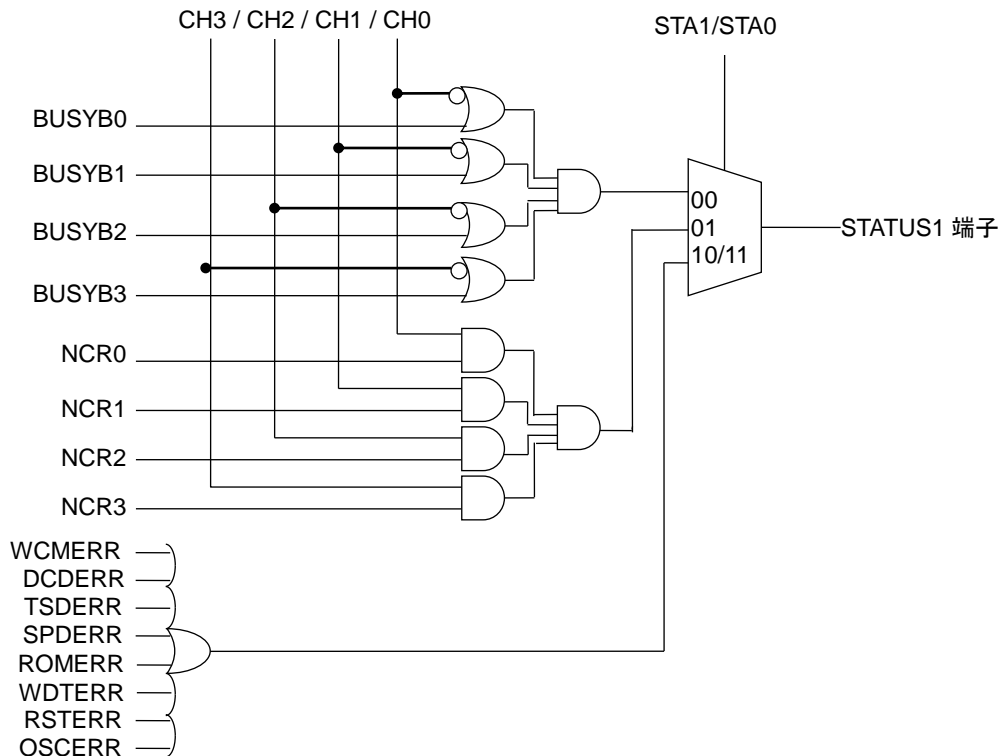 CH3 / CH2 / CH1 / CH0
STA1/STA0
BUSYB0
BUSYB1
BUSYB2
BUSYB3
00
01
10/11
STATUS1 端子
NCR0
NCR1
NCR2
NCR3
WCMERR
DCDERR
TSDERR
SPDERR
ROMERR
WDTERR
RSTERR
OSCERR